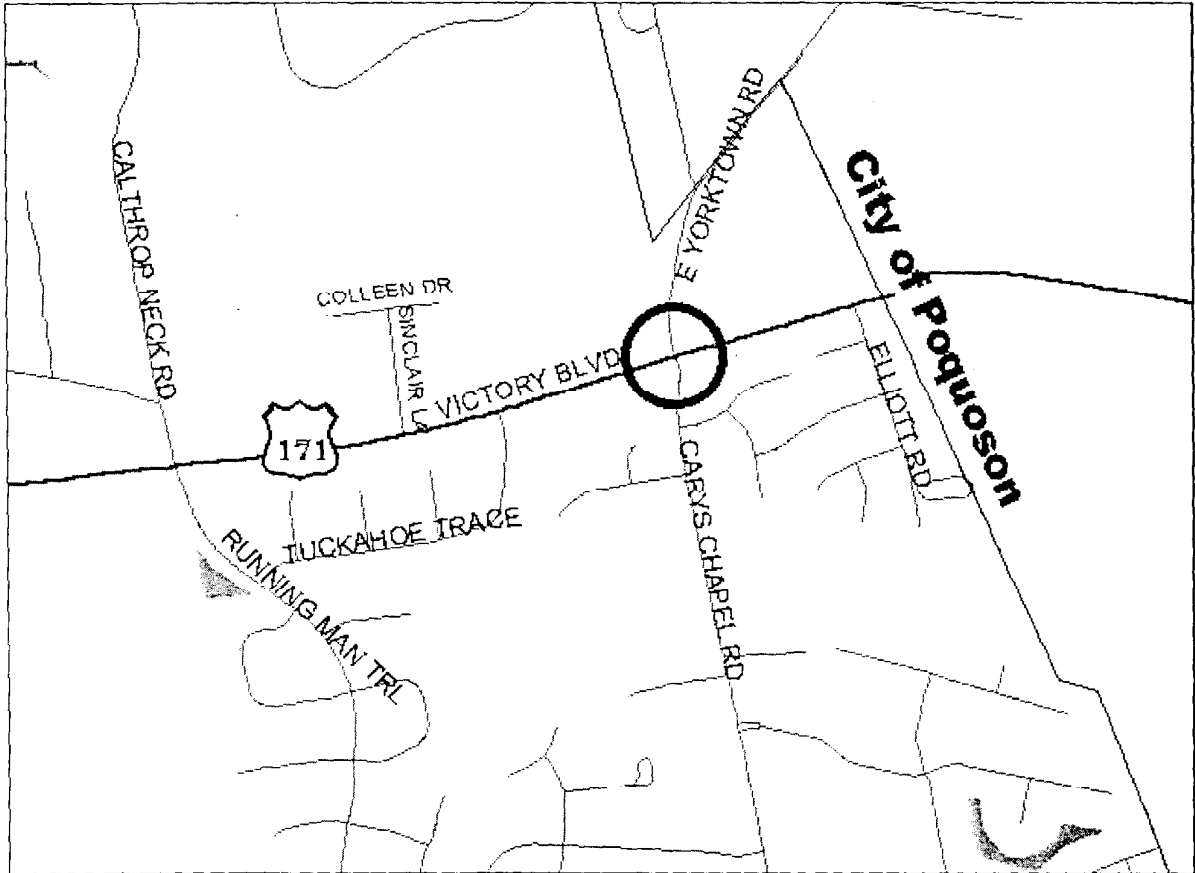 E YORKTOWN RD
CALTHROP NECK RD
City of Poquoson
COLLEEN DR
SINCLAIR LA
VICTORY BLVD
ELLIOTT RD
171
CARYS CHAPEL RD
TUCKAHOE TRACE
RUNNING MAN TRL